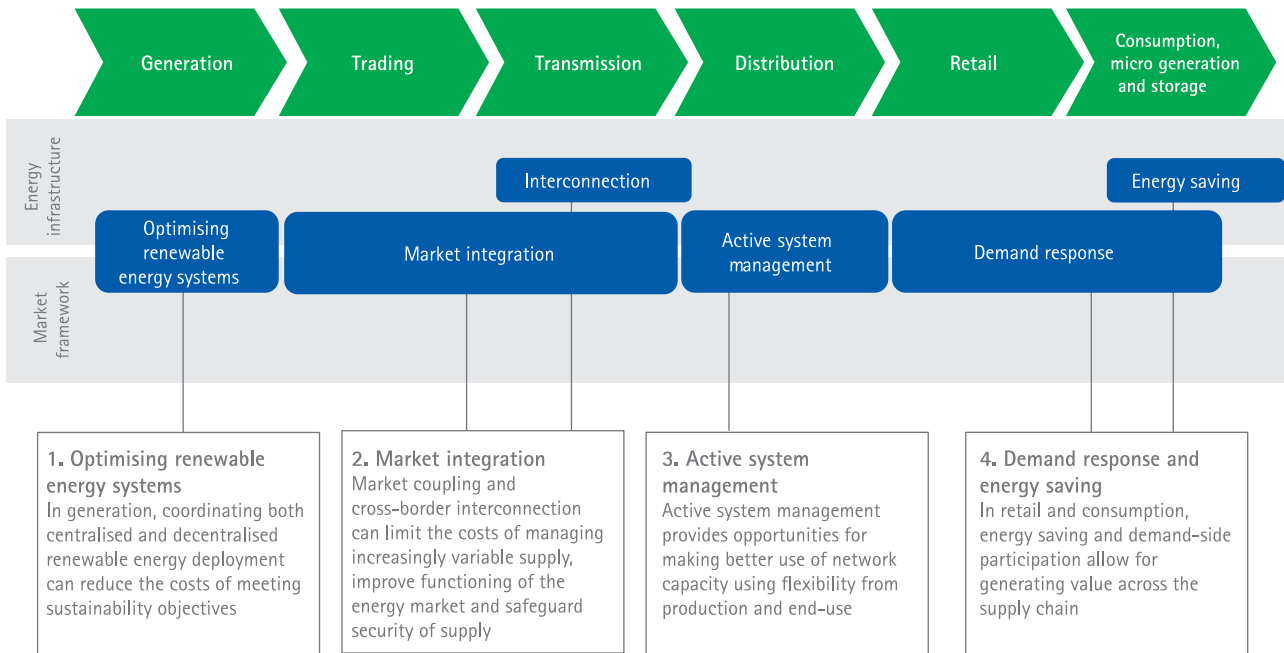 Generation
Trading
Transmission
Distribution
Retail
Consumption,
micro generation
and storage
Energy
infrastructure
Interconnection
Energy saving
Optimising
renewable
energy systems
Market integration
Active system
management
Demand response
Market
framework
1. Optimising renewable
energy systems
In generation, coordinating both
centralised and decentralised
renewable energy deployment
can reduce the costs of meeting
sustainability objectives
2. Market integration
Market coupling and
cross-border interconnection
can limit the costs of managing
increasingly variable supply,
improve functioning of the
energy market and safeguard
security of supply
3. Active system
management
Active system management
provides opportunities for
making better use of network
capacity using flexibility from
production and end-use
4. Demand response and
energy saving
In retail and consumption,
energy saving and demand-side
participation allow for
generating value across the
supply chain